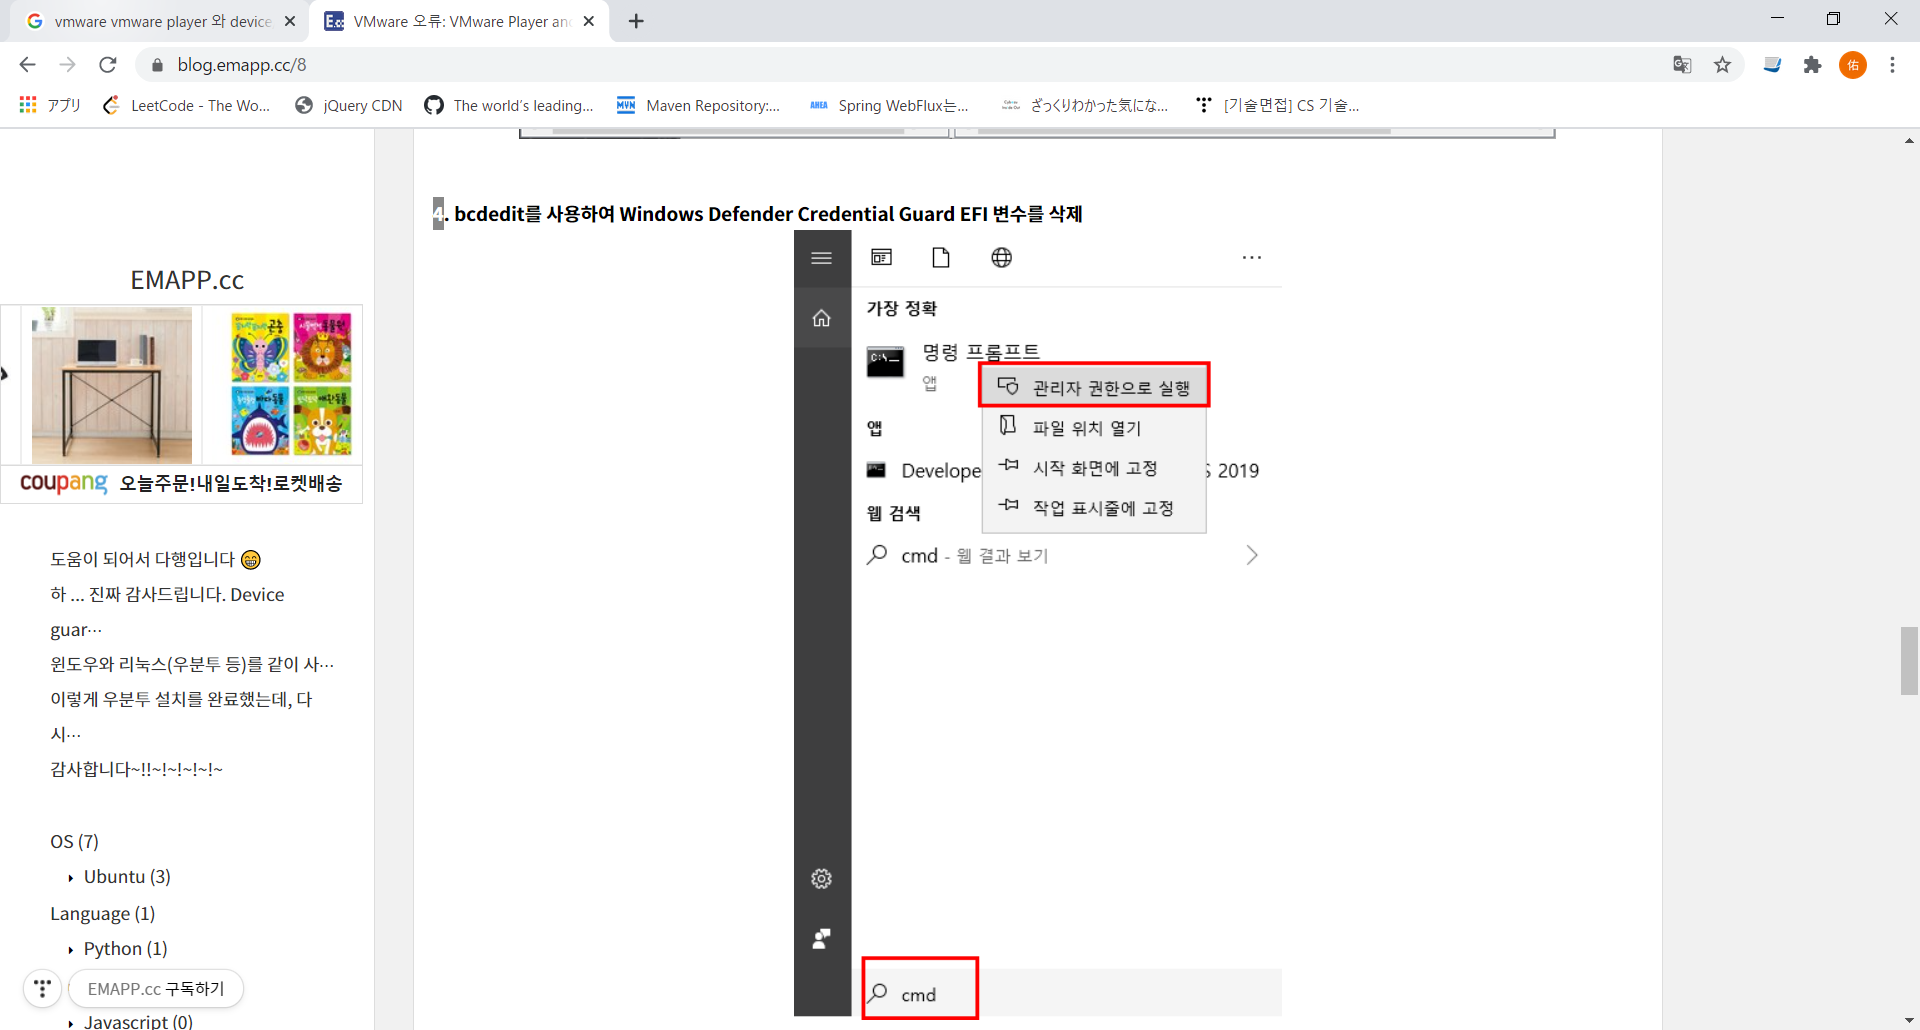 vmware vmware player 와 device
VMware 오류: VMware Player an
blog.emapp.cc/8
アプリ
LeetCode - The Wo...
jQuery CDN
The world's leading...
Maven Repository:...
Spring WebFlux는...
ざっくりわかった気にな...
[기술면접] CS 기술...
佑
4. bcdedit를 사용하여 Windows Defender Credential Guard EFI 변수를 삭제
EMAPP.cc
coupang 오늘주문!내일도착!로켓배송
도움이 되어서 다행입니다 😁
하 ... 진짜 감사드립니다. Device
guar…
윈도우와 리눅스(우분투 등)를 같이 사…
이렇게 우분투 설치를 완료했는데, 다
시…
감사합니다~!!~!~!~!~!~
OS (7)
Ubuntu (3)
Language (1)
Python (1)
EMAPP.cc 구독하기
Javascript (0)
가장 정확
명령 프롬프트
앱
관리자 권한으로 실행
파일 위치 열기
시작 화면에 고정
작업 표시줄에 고정
앱
Develope
S 2019
웹 검색
cmd - 웹 결과 보기
cmd